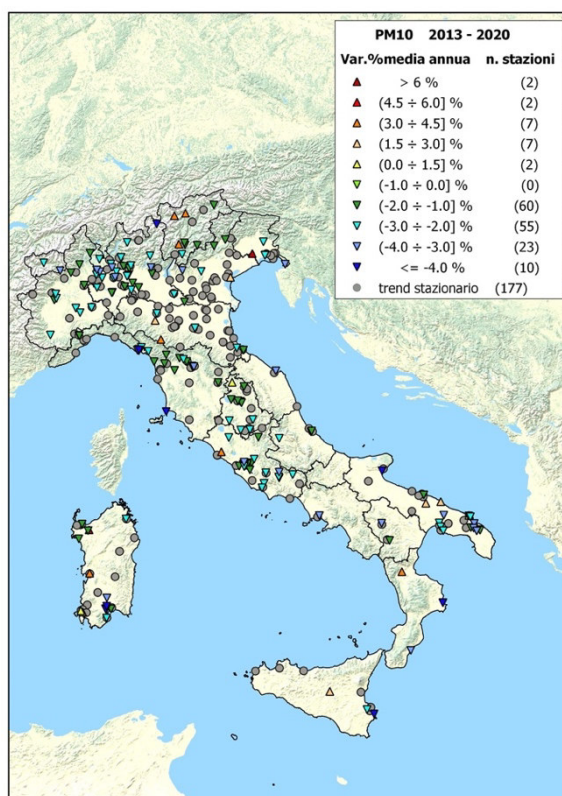 PM10 2013 - 2020
Var.%media annua n. stazioni
> 6 % (2)
(4.5 ÷ 6.0] % (2)
(3.0 ÷ 4.5] % (7)
(1.5 ÷ 3.0] % (7)
(0.0 ÷ 1.5] % (2)
(-1.0 ÷ 0.0] % (0)
(-2.0 ÷ -1.0] % (60)
(-3.0 ÷ -2.0] % (55)
(-4.0 ÷ -3.0] % (23)
<= -4.0 % (10)
trend stazionario (177)